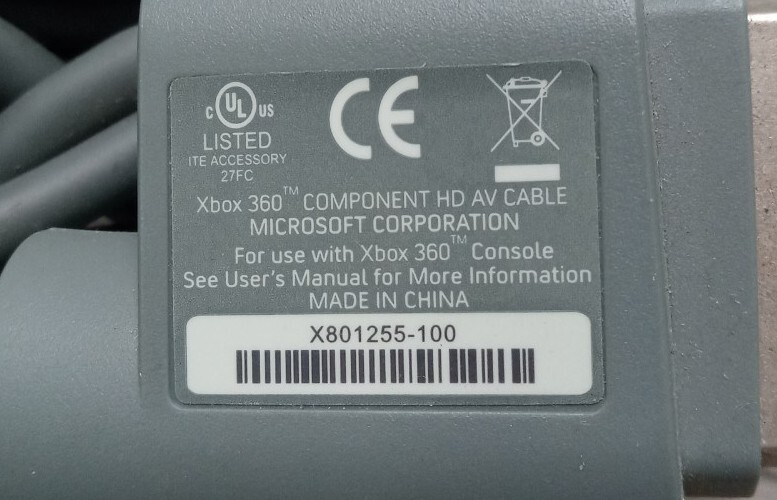 C UL US
LISTED
ITE ACCESSORY
27FC
CE
Xbox 360™ COMPONENT HD AV CABLE
MICROSOFT CORPORATION
For use with Xbox 360™ Console
See User's Manual for More Information
MADE IN CHINA
X801255-100